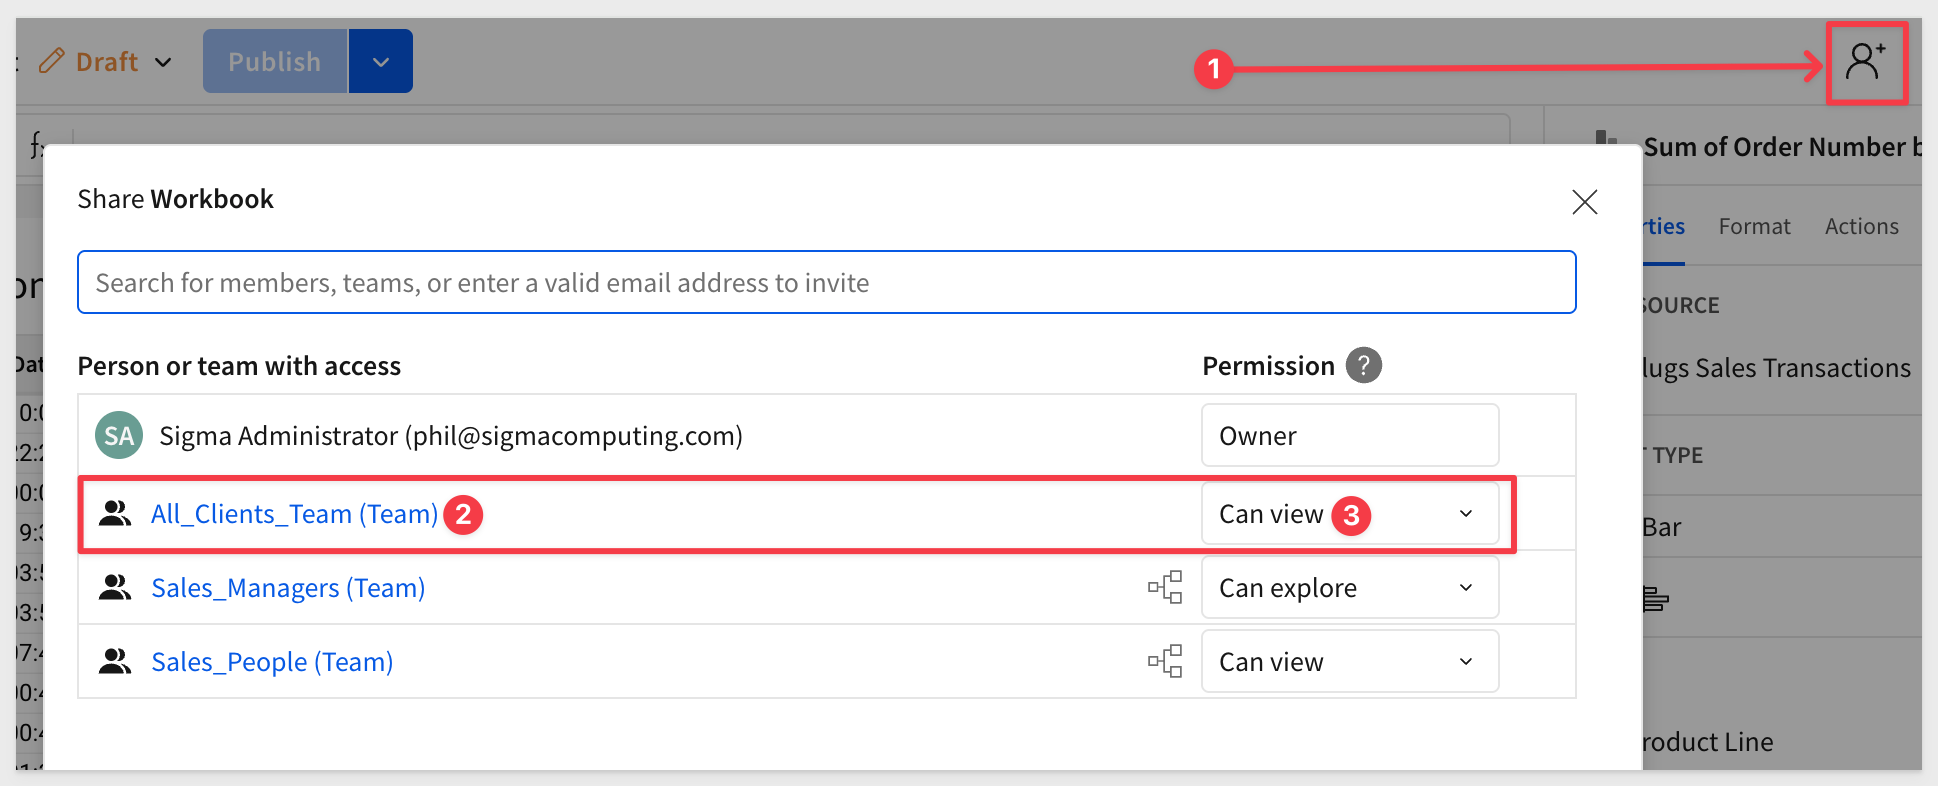 Draft
Publish
1
Sum of Order Number b
Share Workbook
Format
Actions
Search for members, teams, or enter a valid email address to invite
Person or team with access
Permission ?
SA Sigma Administrator (phil@sigmacomputing.com)
Owner
lugs Sales Transactions
TYPE
All_Clients_Team (Team) 2
Can view 3
Bar
Sales_Managers (Team)
Can explore
Sales_People (Team)
Can view
roduct Line